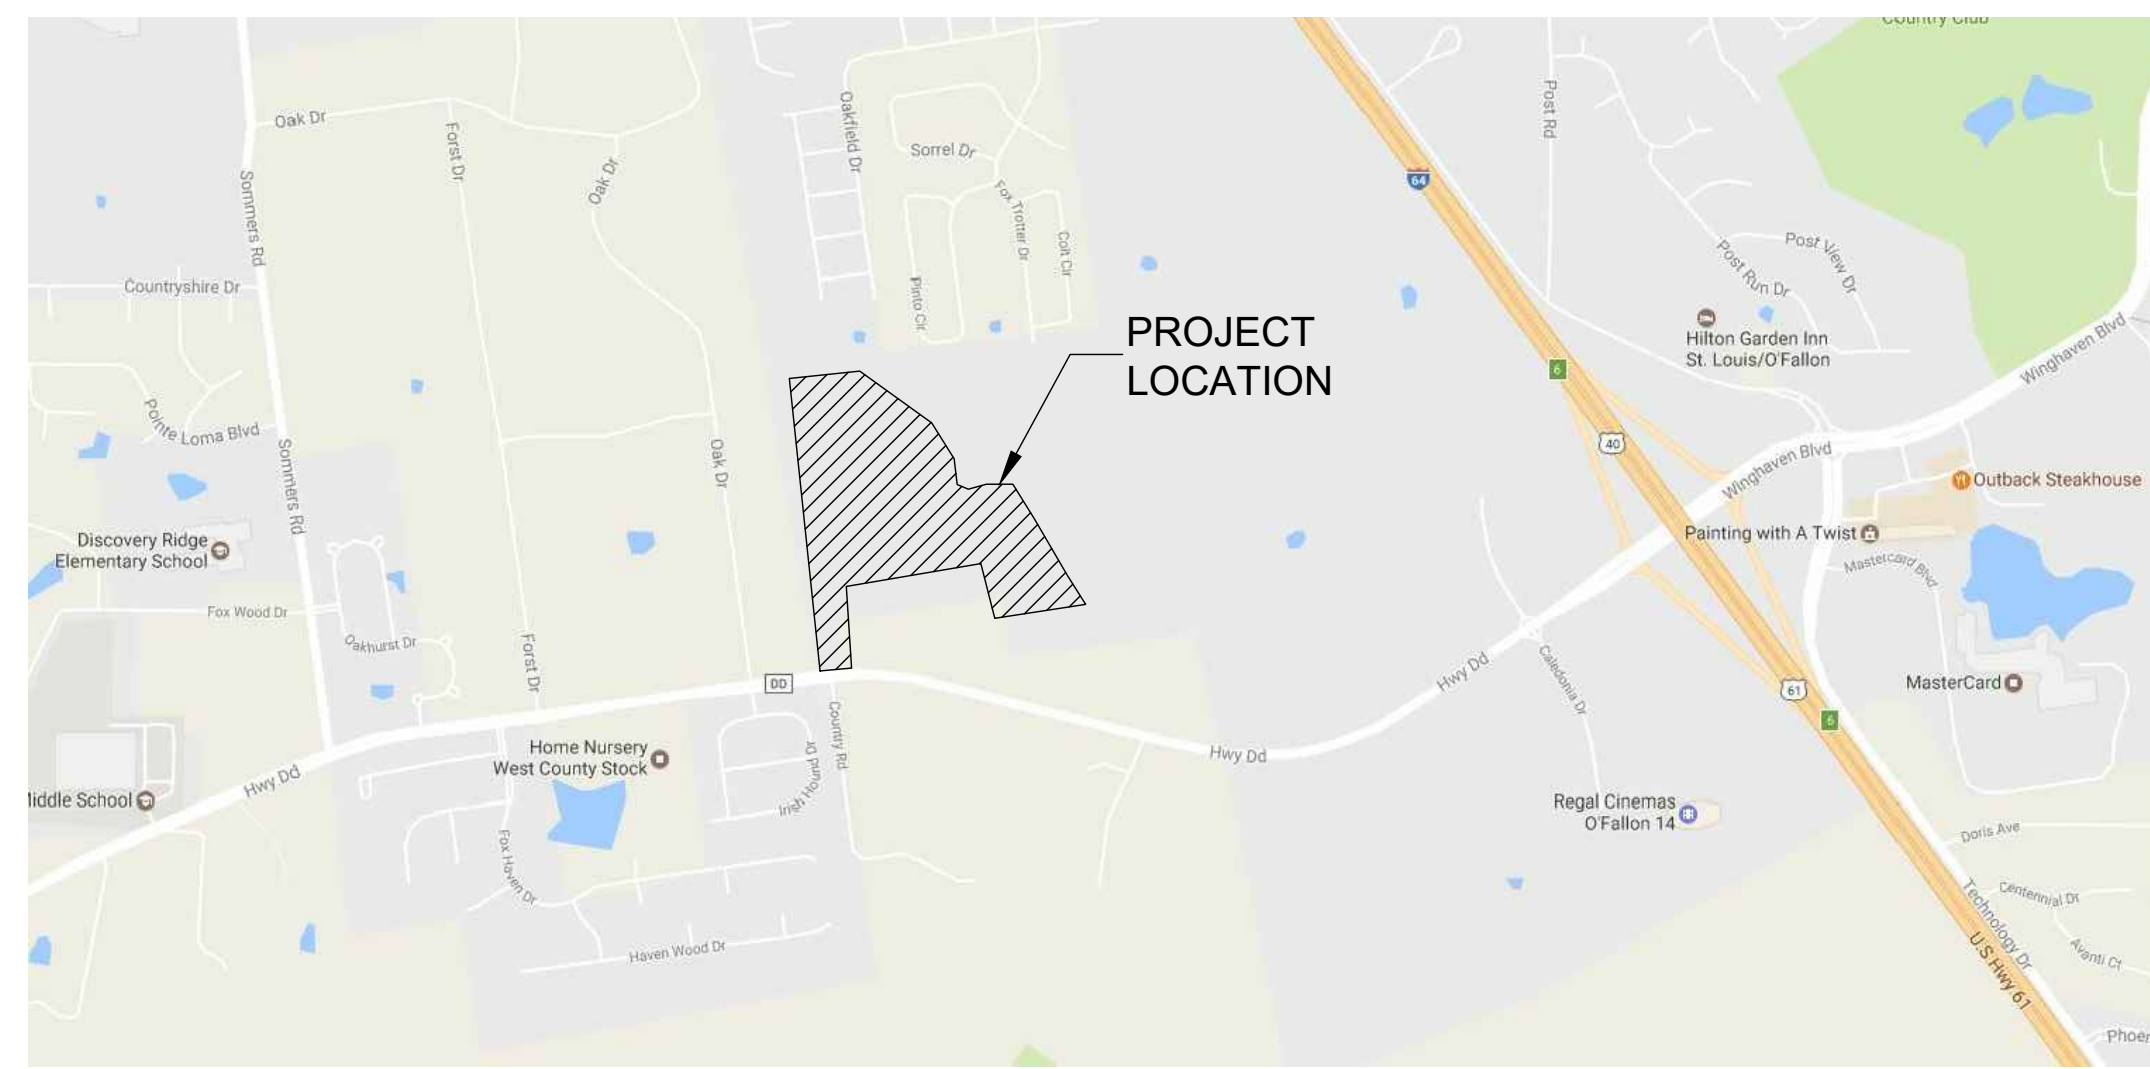 Country Club
Oak Dr
Forst Dr
Oak Dr
Oakfield Dr
Sorrel Dr
Fox Trotter Dr
Colt Cir
Pinto Cir
Post Rd
64
Sommers Rd
Countryshire Dr
Post View Dr
Post Run Dr
PROJECT
LOCATION
Hilton Garden Inn
St. Louis/O'Fallon
Winghaven Blvd
6
Pointe Loma Blvd
Sommers Rd
Oak Dr
40
Winghaven Blvd
Outback Steakhouse
Discovery Ridge
Elementary School
Painting with A Twist
Mastercard Blvd
Fox Wood Dr
Oakhurst Dr
Forst Dr
DD
Hwy Dd
Caledonia Dr
61
MasterCard
6
Country Rd
Irish Hound Dr
Home Nursery
West County Stock
Hwy Dd
Hwy Dd
Middle School
Regal Cinemas
O'Fallon 14
Doris Ave
Fox Haven Dr
Centennial Dr
Technology Dr
Avanti Ct
Haven Wood Dr
U.S. Hwy 61
Phoer